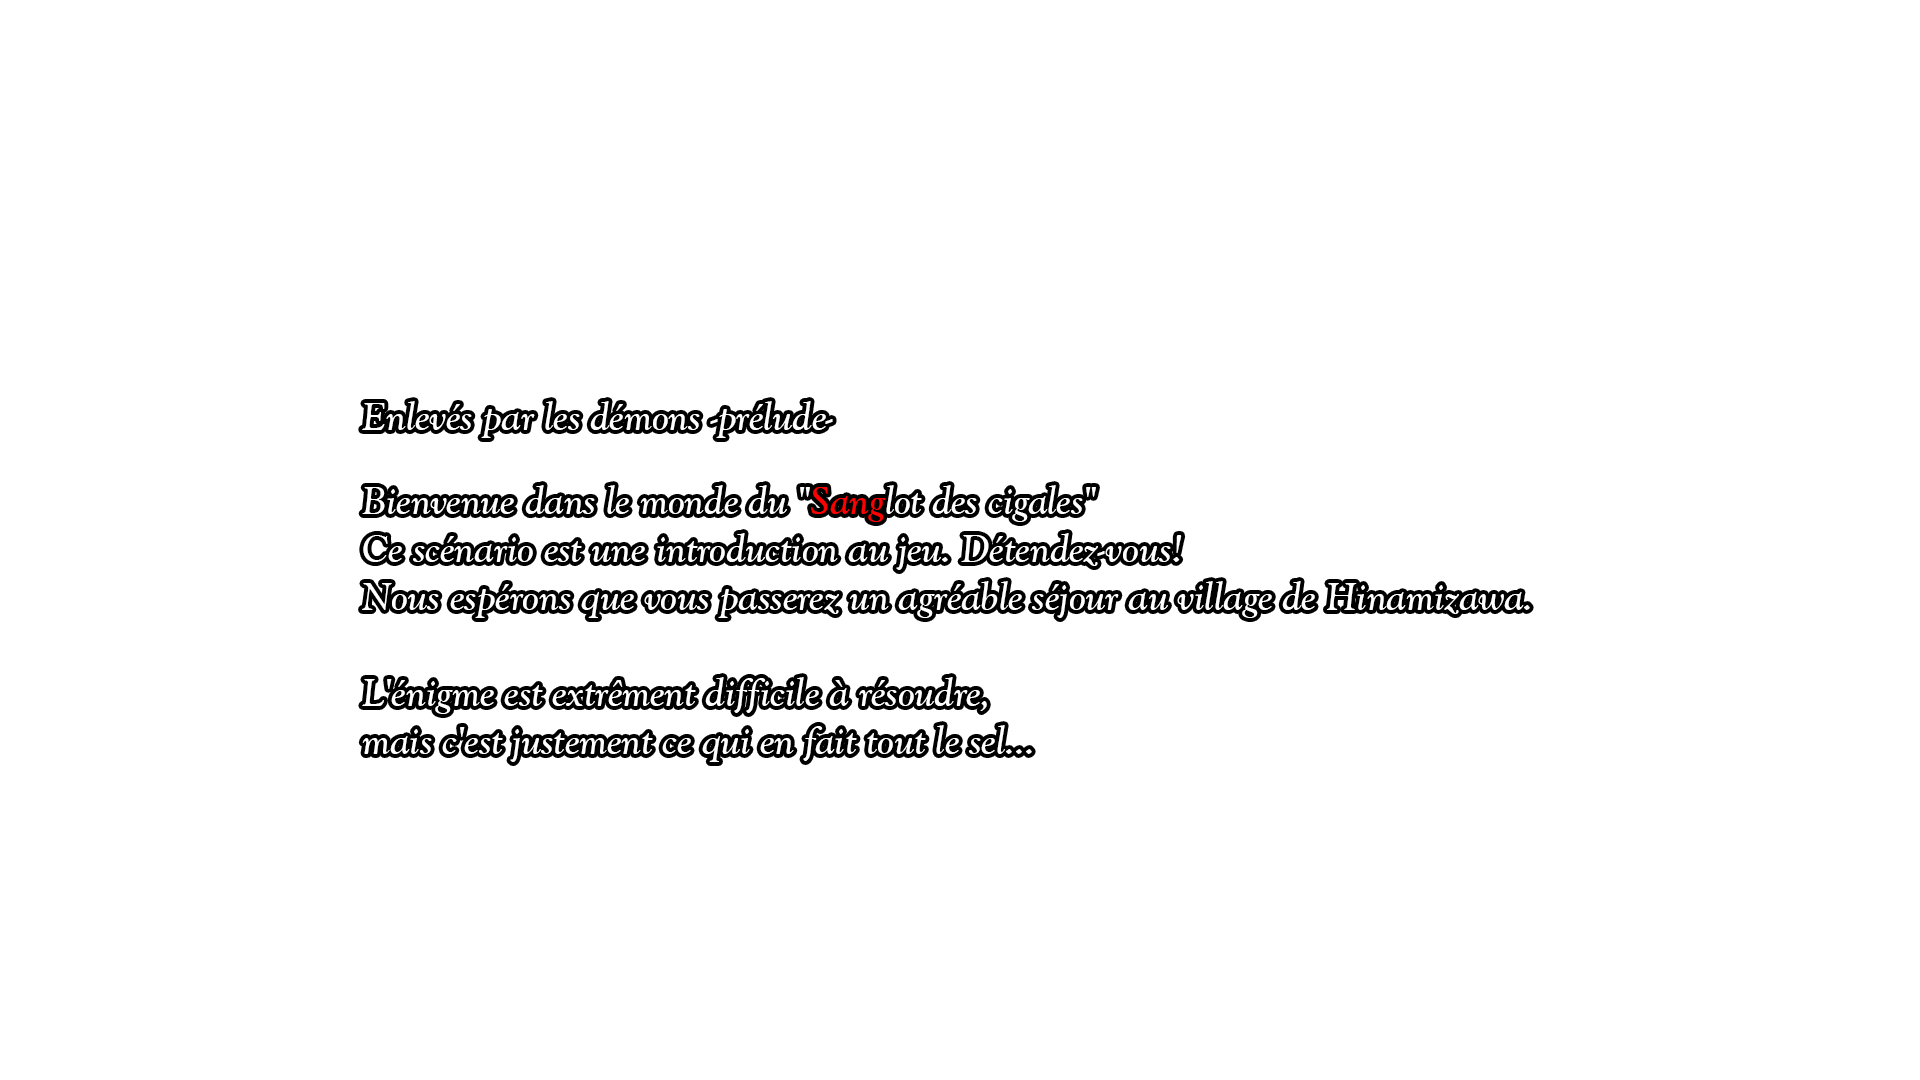 Enlevés par les démons -prélude-
Bienvenue dans le monde du "Sanglot des cigales"
Ce scénario est une introduction au jeu. Détendez-vous!
Nous espérons que vous passerez un agréable séjour au village de Hinamizawa.
L'énigme est extrêment difficile à résoudre,
mais c'est justement ce qui en fait tout le sel...